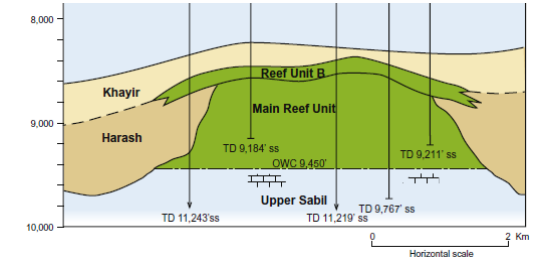 8,000
Reef Unit B
Khayir
Main Reef Unit
9,000
Harash
TD 9,184' ss
TD 9,211' ss
OWC 9,450'
Upper Sabil
TD 9,767' ss
TD 11,243'ss
TD 11,219' ss
10,000
0 2 Km
Horizontal scale